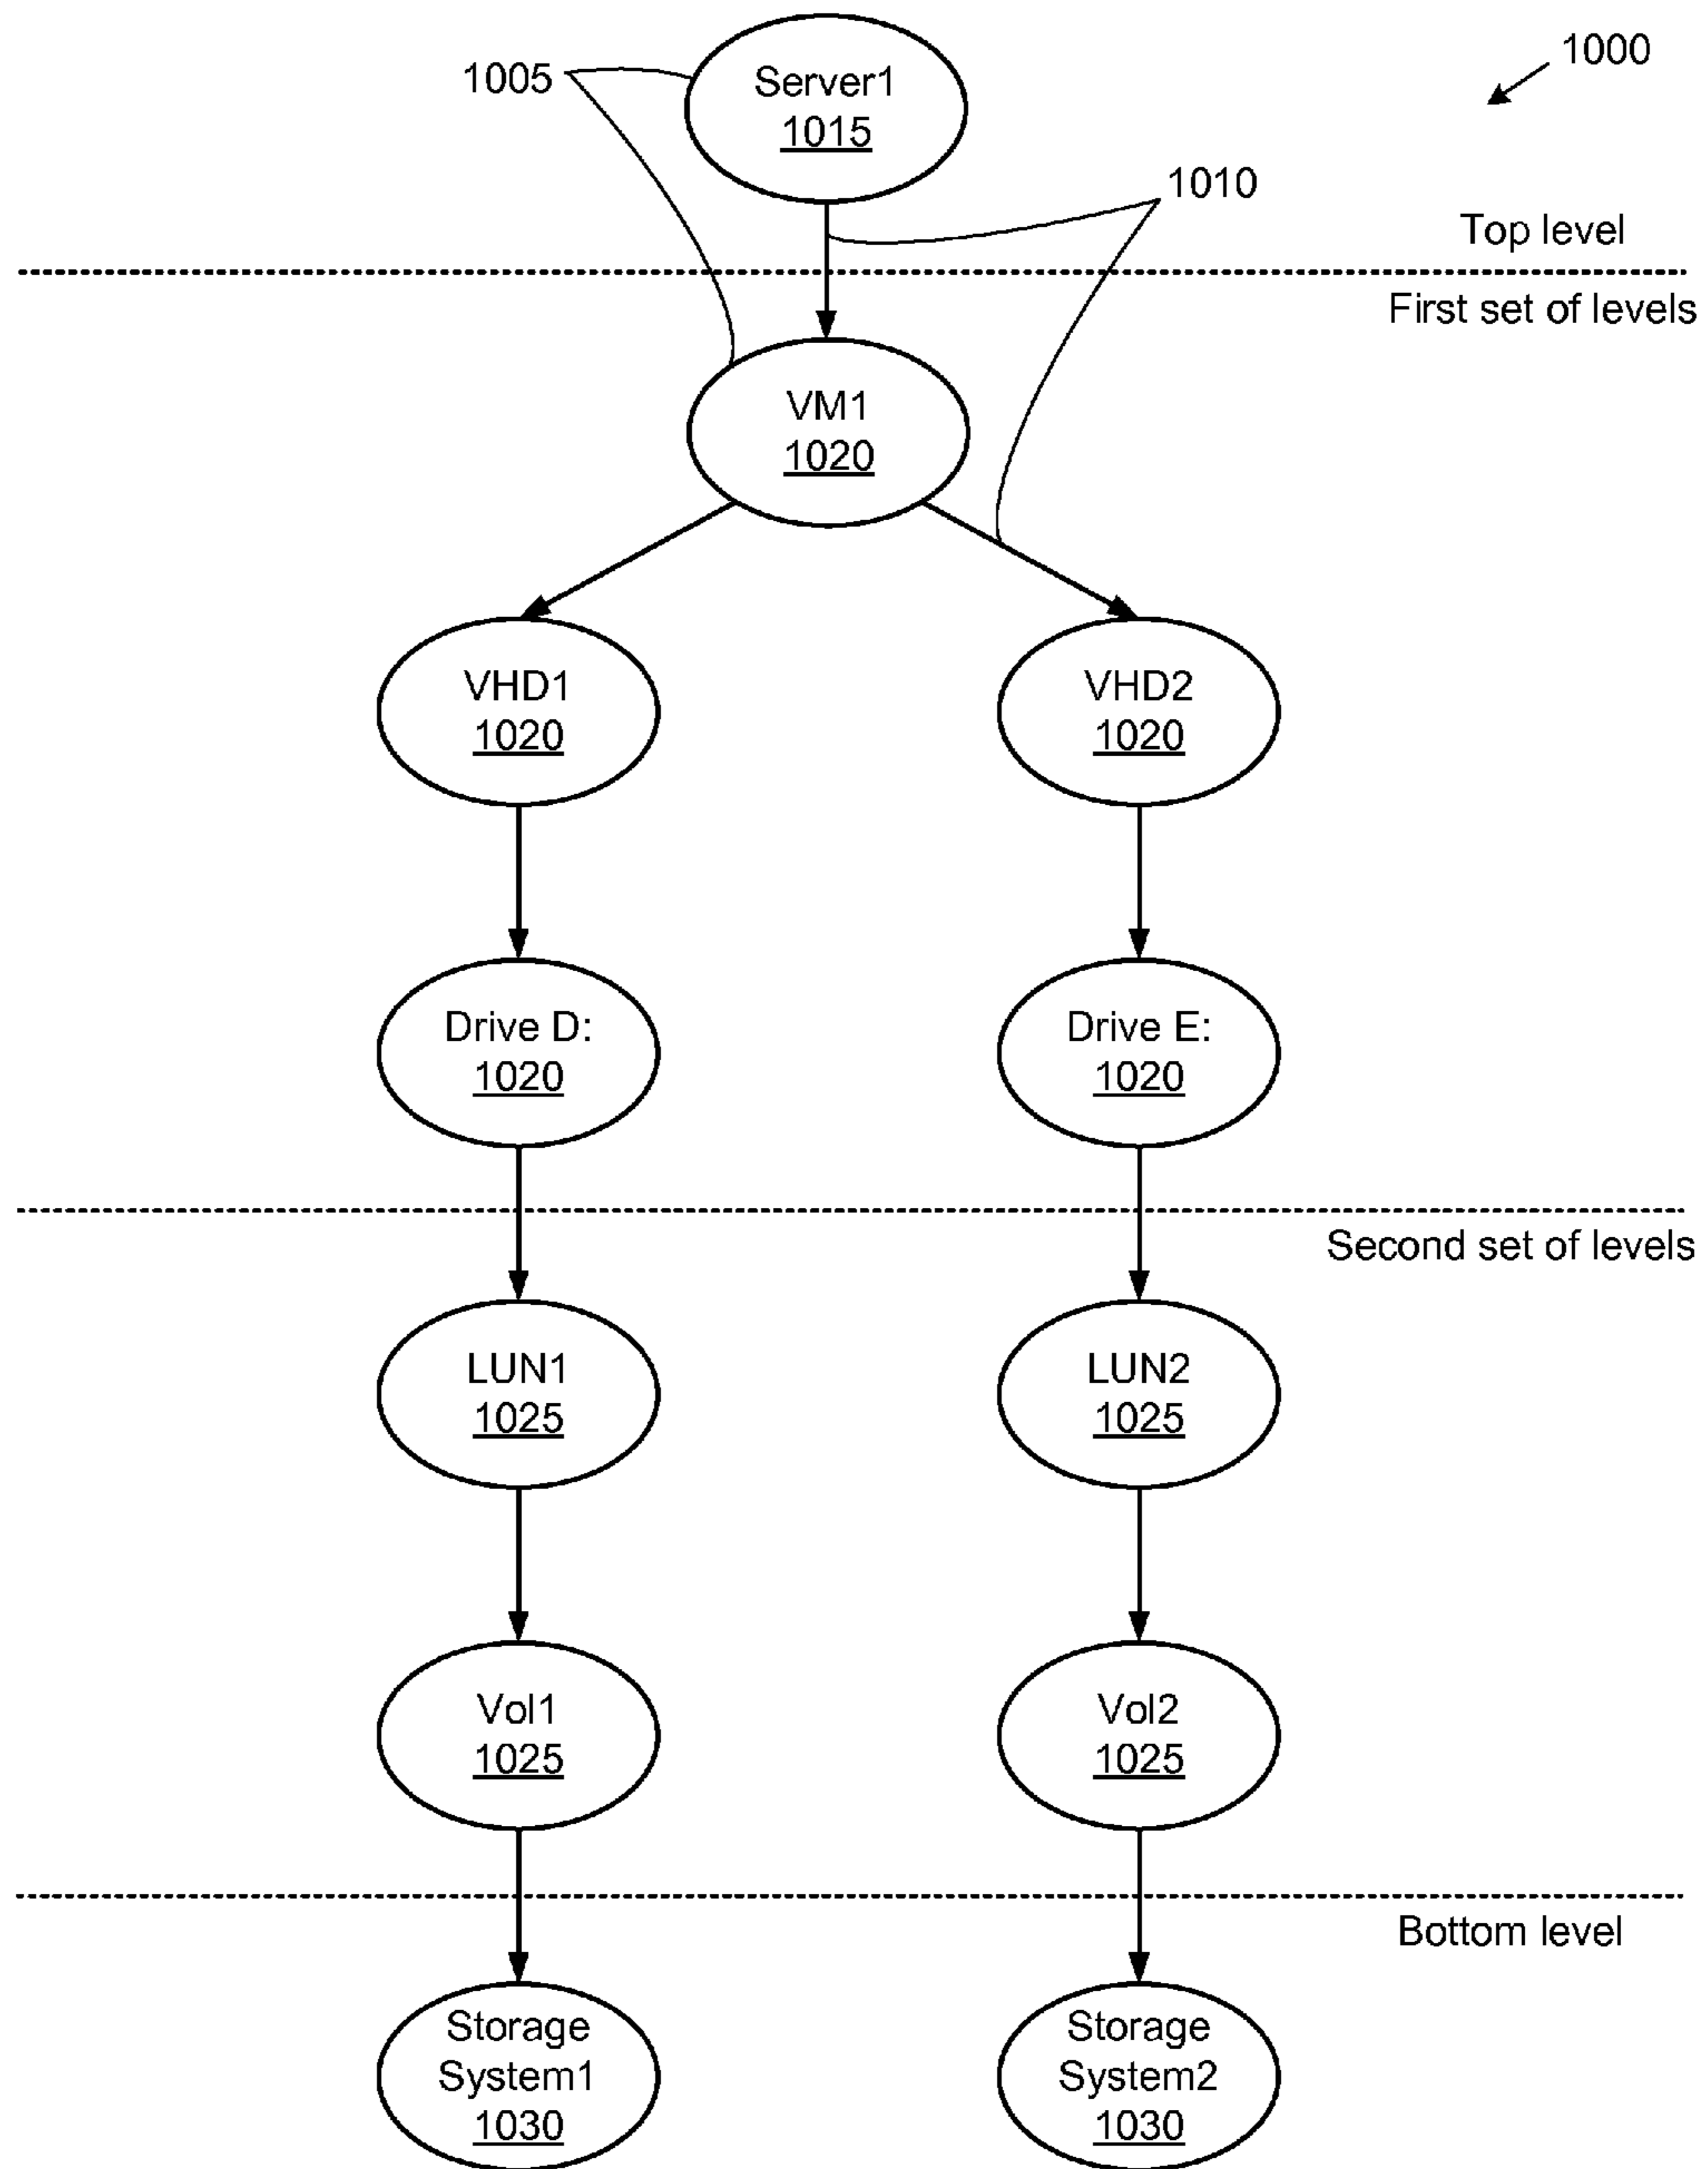 1000
1005
Server1
1015
1010
Top level
First set of levels
VM1
1020
VHD1
1020
VHD2
1020
Drive D:
1020
Drive E:
1020
Second set of levels
LUN1
1025
LUN2
1025
Vol1
1025
Vol2
1025
Bottom level
Storage
System1
1030
Storage
System2
1030